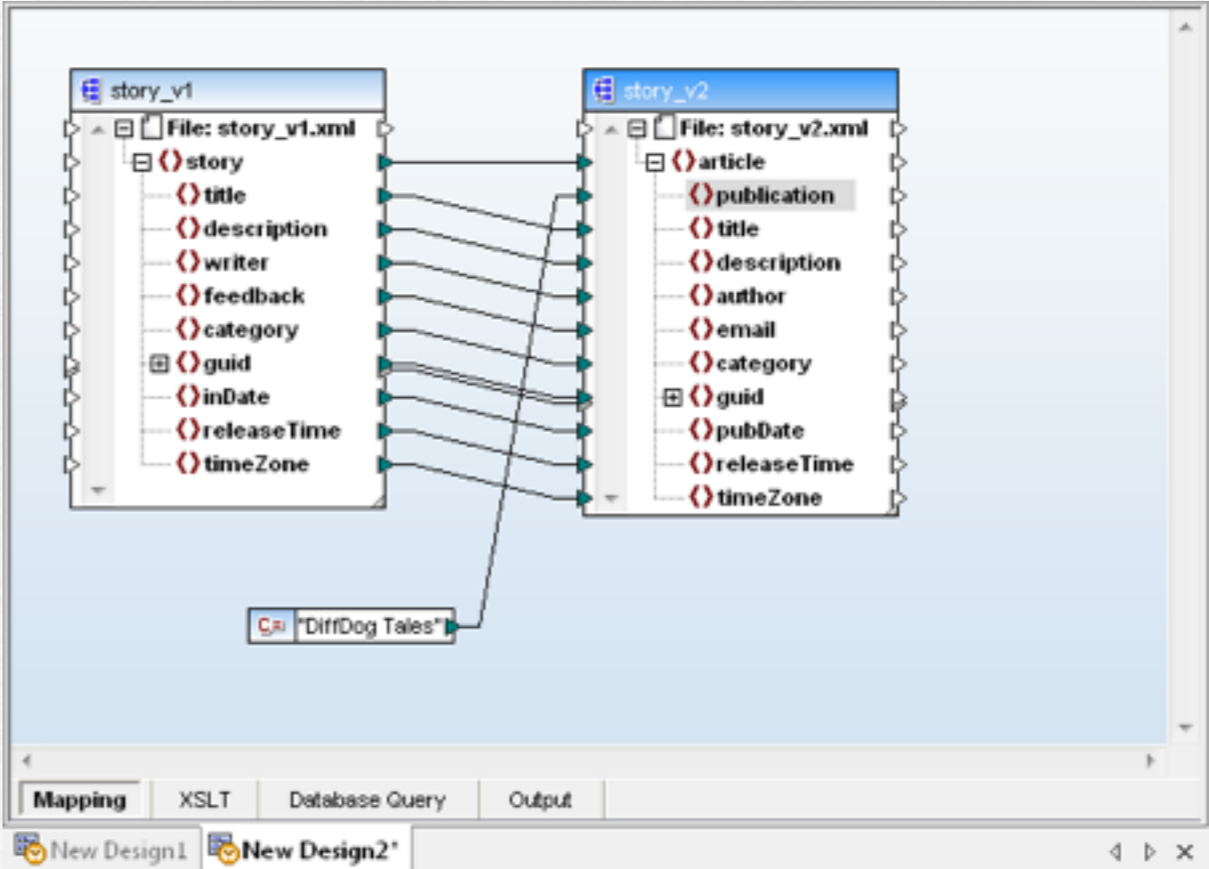 story_v1
File: story_v1.xml
story
title
description
writer
feedback
category
guid
inDate
releaseTime
timeZone
story_v2
File: story_v2.xml
article
publication
title
description
author
email
category
guid
pubDate
releaseTime
timeZone
"DiffDog Tales"
Mapping XSLT Database Query Output
New Design1 New Design2*